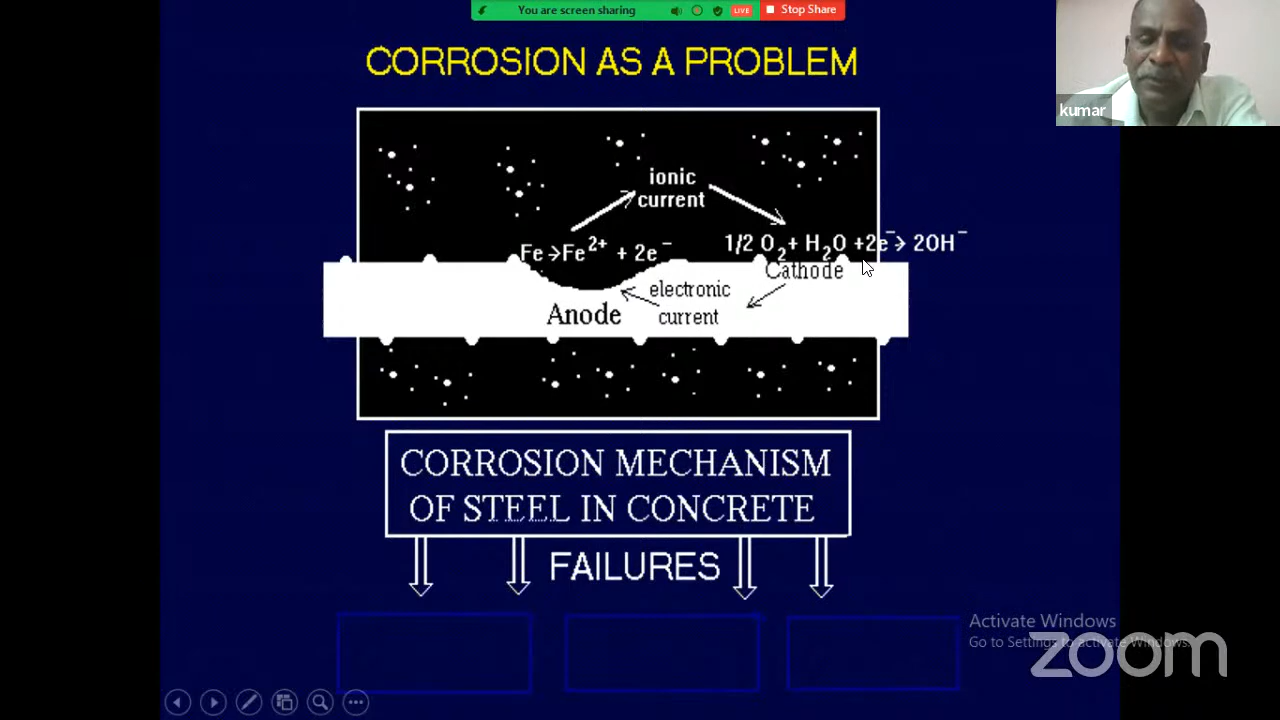 You are screen sharing
LIVE
Stop Share
CORROSION AS A PROBLEM
kumar
ionic
current
Fe→Fe²⁺ + 2e⁻
1/2 O₂+ H₂O +2e⁻→ 2OH⁻
Cathode
electronic
current
Anode
CORROSION MECHANISM
OF STEEL IN CONCRETE
FAILURES
Activate Windows
Go to Settings to activate Windows.
zoom